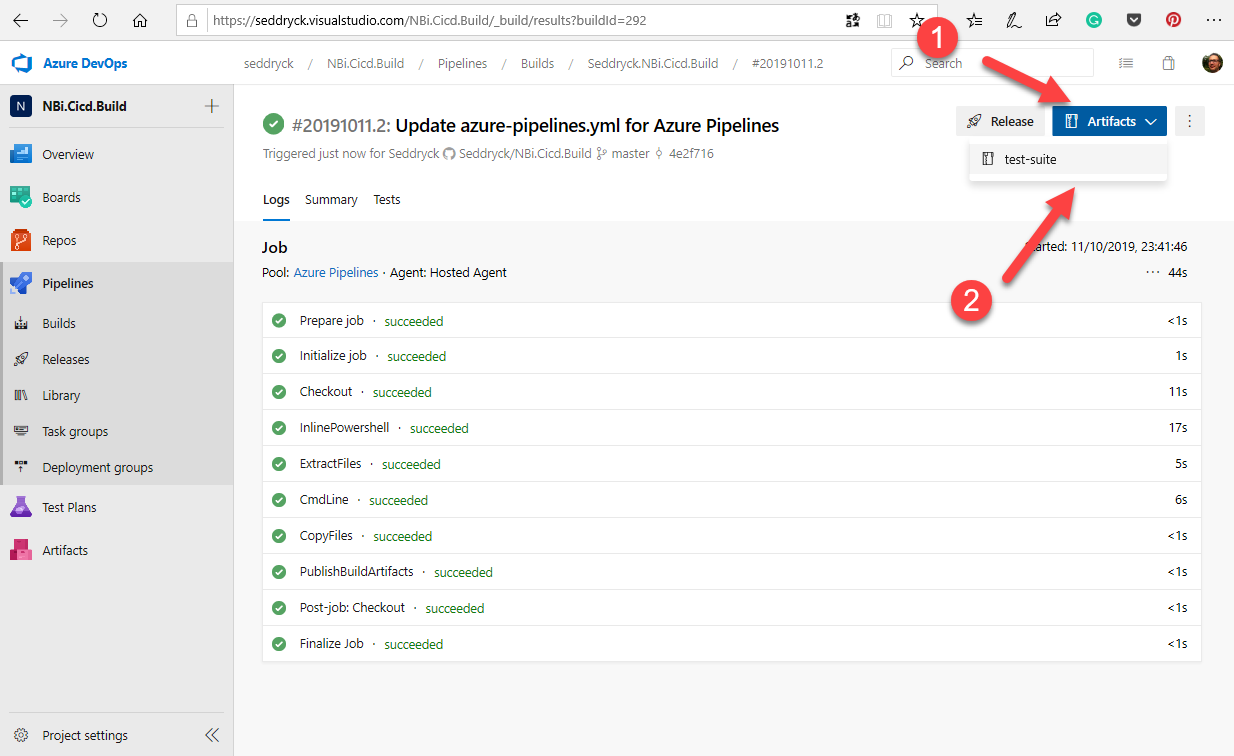 https://seddryck.visualstudio.com/NBi.Cicd.Build/_build/results?buildId=292
Azure DevOps
seddryck / NBi.Cicd.Build / Pipelines / Builds / Seddryck.NBi.Cicd.Build / #20191011.2
Search
1
N NBi.Cicd.Build
Overview
Boards
Repos
Pipelines
Builds
Releases
Library
Task groups
Deployment groups
Test Plans
Artifacts
Project settings
#20191011.2: Update azure-pipelines.yml for Azure Pipelines
Triggered just now for Seddryck Seddryck/NBi.Cicd.Build master 4e2f716
Release
Artifacts
test-suite
Logs Summary Tests
2
Job
Pool: Azure Pipelines · Agent: Hosted Agent
11/10/2019, 23:41:46
··· 44s
Prepare job · succeeded <1s
Initialize job · succeeded 1s
Checkout · succeeded 11s
InlinePowershell · succeeded 17s
ExtractFiles · succeeded 5s
CmdLine · succeeded 6s
CopyFiles · succeeded <1s
PublishBuildArtifacts · succeeded <1s
Post-job: Checkout · succeeded <1s
Finalize Job · succeeded <1s